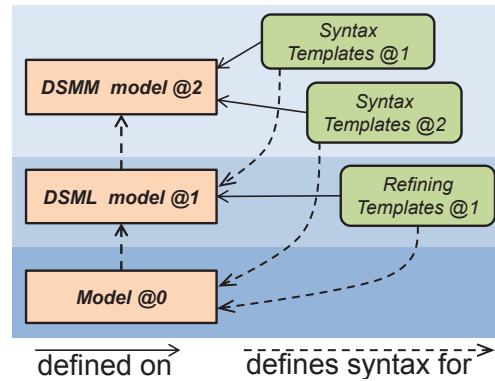 Syntax
Templates @1
DSMM model @2
Syntax
Templates @2
DSML model @1
Refining
Templates @1
Model @0
defined on
defines syntax for